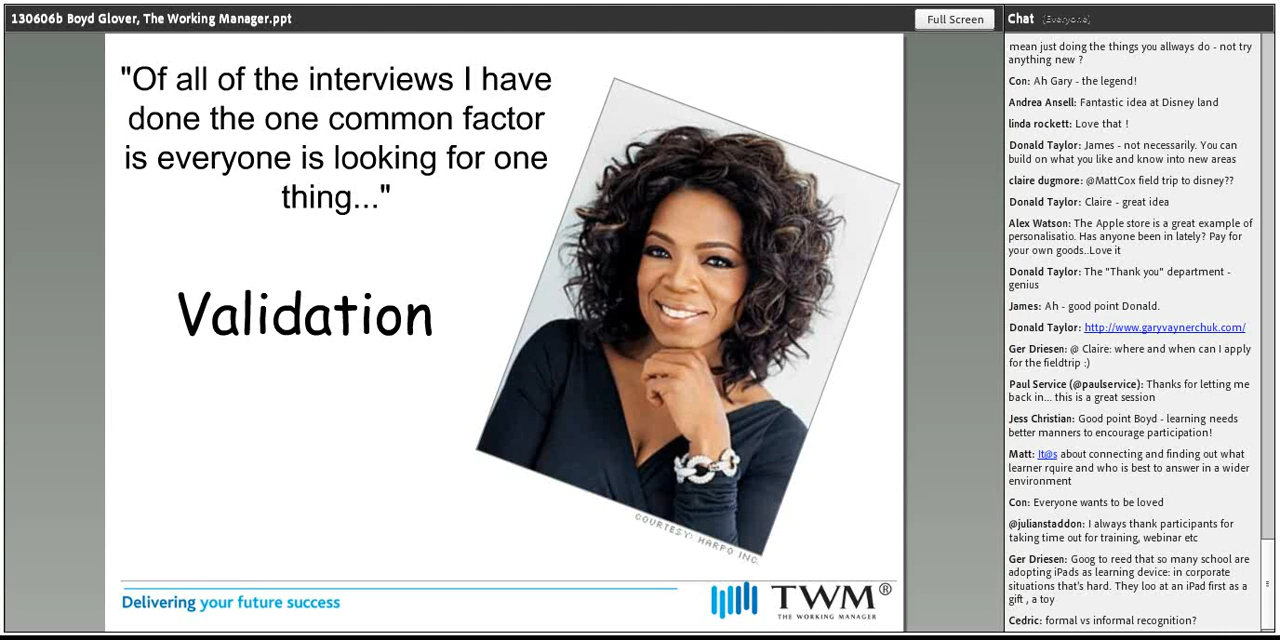 130606b Boyd Glover, The Working Manager.ppt
Full Screen
"Of all of the interviews I have
done the one common factor
is everyone is looking for one
thing..."
Validation
COURTESY: HARPO INC.
Delivering your future success
TWM®
THE WORKING MANAGER
Chat (Everyone)
mean just doing the things you allways do - not try
anything new ?
Con: Ah Gary - the legend!
Andrea Ansell: Fantastic idea at Disney land
linda rockett: Love that !
Donald Taylor: James - not necessarily. You can
build on what you like and know into new areas
claire dugmore: @MattCox field trip to disney??
Donald Taylor: Claire - great idea
Alex Watson: The Apple store is a great example of
personalisatio. Has anyone been in lately? Pay for
your own goods..Love it
Donald Taylor: The "Thank you" department -
genius
James: Ah - good point Donald.
Donald Taylor: http://www.garyvaynerchuk.com/
Ger Driesen: @ Claire: where and when can I apply
for the fieldtrip :)
Paul Service (@paulservice): Thanks for letting me
back in... this is a great session
Jess Christian: Good point Boyd - learning needs
better manners to encourage participation!
Matt: It@s about connecting and finding out what
learner rquire and who is best to answer in a wider
environment
Con: Everyone wants to be loved
@julianstaddon: I always thank participants for
taking time out for training, webinar etc
Ger Driesen: Goog to reed that so many school are
adopting iPads as learning device: in corporate
situations that's hard. They loo at an iPad first as a
gift , a toy
Cedric: formal vs informal recognition?